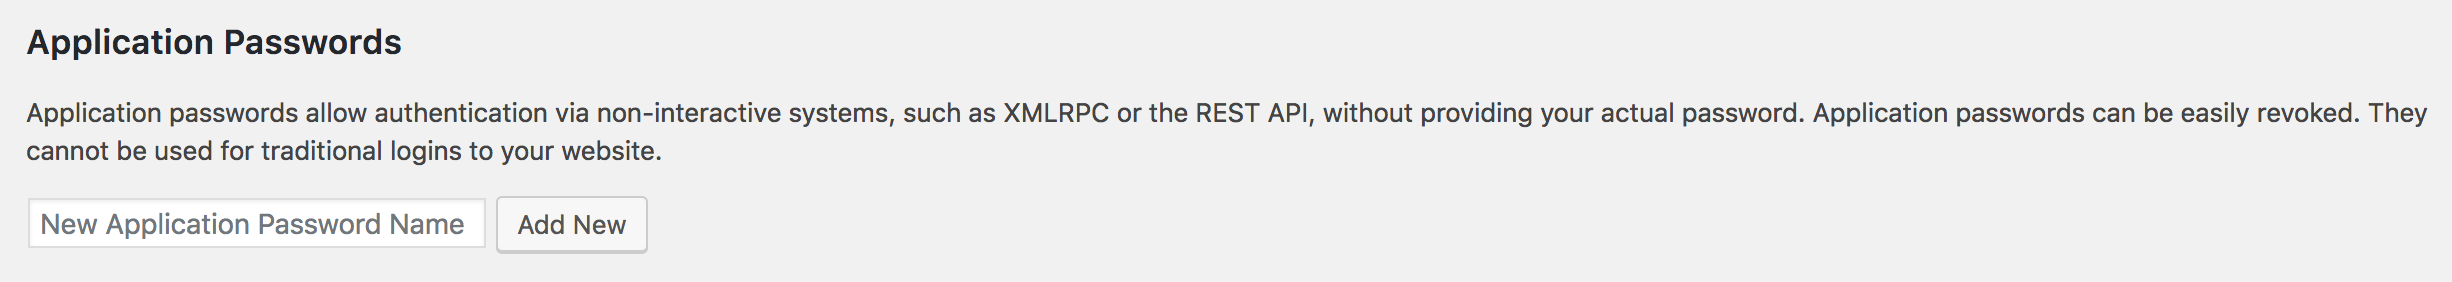 Application Passwords
Application passwords allow authentication via non-interactive systems, such as XMLRPC or the REST API, without providing your actual password. Application passwords can be easily revoked. They
cannot be used for traditional logins to your website.
New Application Password Name Add New